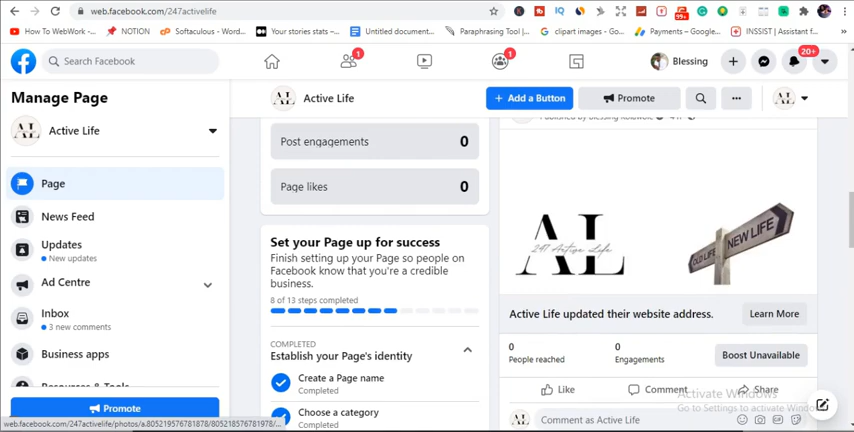 web.facebook.com/247activelife
How To WebWork -...
NOTION
Softaculous - Word...
Your stories stats –...
Untitled document...
Paraphrasing Tool |...
clipart images - Go...
Payments – Google...
INSSIST | Assistant f...
99+
Search Facebook
1
1
Blessing
20+
Manage Page
Active Life
Active Life
Add a Button
Promote
Page
News Feed
Updates
New updates
Ad Centre
Inbox
3 new comments
Business apps
Resources & Tools
Promote
web.facebook.com/247activelife/photos/a.805219576781878/805218576781978/...
Post engagements 0
Page likes 0
Set your Page up for success
Finish setting up your Page so people on
Facebook know that you're a credible
business.
8 of 13 steps completed
COMPLETED
Establish your Page's identity
Create a Page name
Completed
Choose a category
Completed
AL
247 Active Life
OLD LIFE
NEW LIFE
Active Life updated their website address.
Learn More
0
People reached
0
Engagements
Boost Unavailable
Like
Comment
Share
Comment as Active Life
Activate Windows
Go to Settings to activate Windo